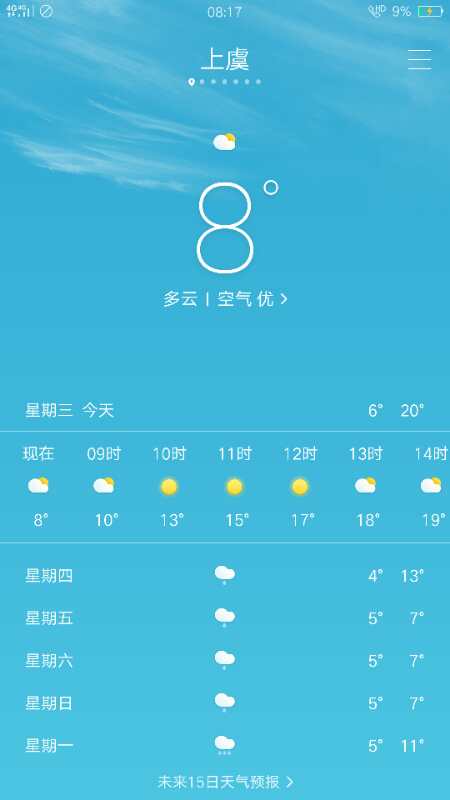 4G 4G 08:17 HD 9%
上虞
8°
多云 | 空气 优
星期三 今天 6° 20°
现在 09时 10时 11时 12时 13时 14时
8° 10° 13° 15° 17° 18° 19°
星期四 4° 13°
星期五 5° 7°
星期六 5° 7°
星期日 5° 7°
星期一 5° 11°
未来15日天气预报